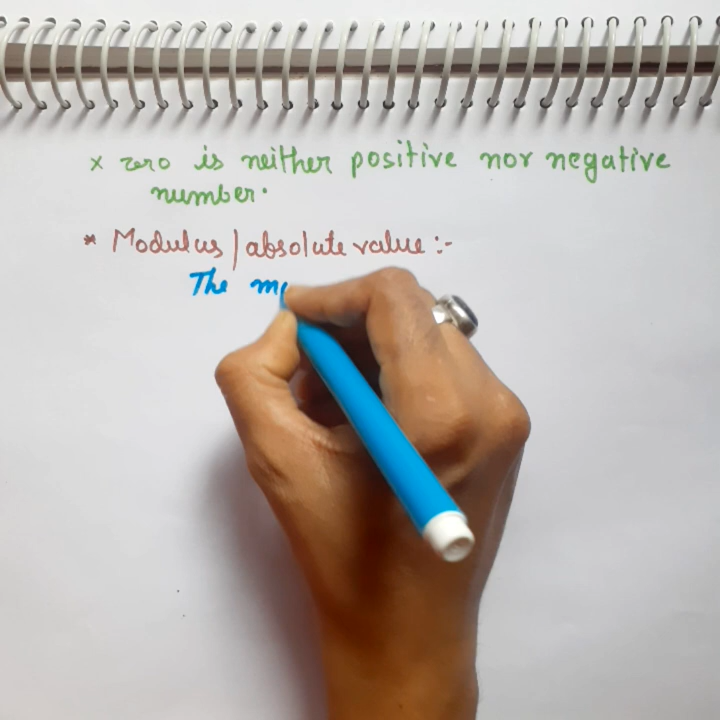 × zero is neither positive nor negative
number.
* Modulus / absolute value :-
The